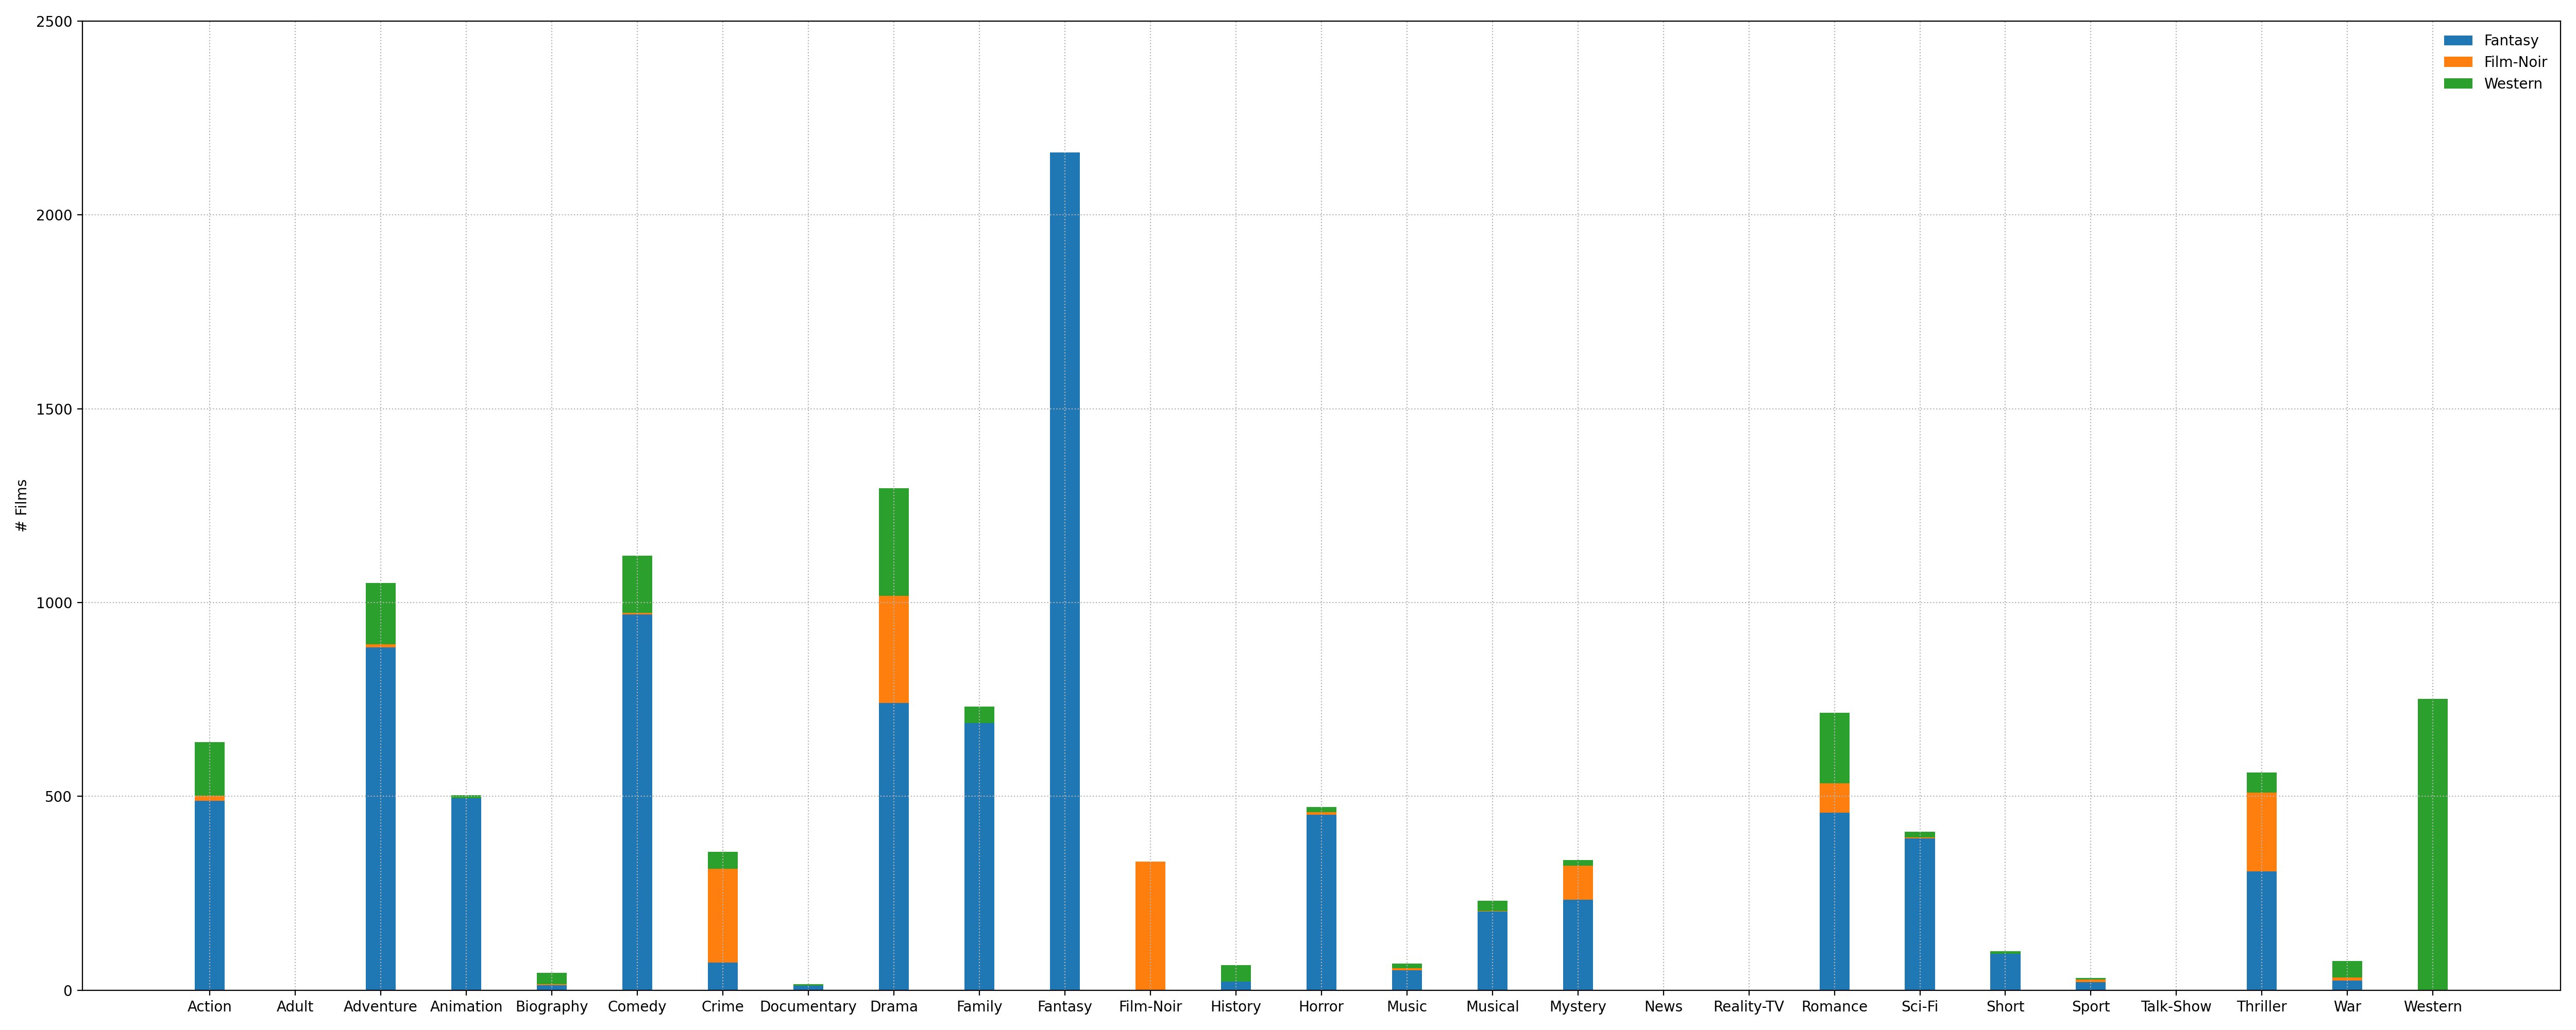 2500
2000
1500
1000
500
0
# Films
Fantasy
Film-Noir
Western
Action Adult Adventure Animation Biography Comedy Crime Documentary Drama Family Fantasy Film-Noir History Horror Music Musical Mystery News Reality-TV Romance Sci-Fi Short Sport Talk-Show Thriller War Western